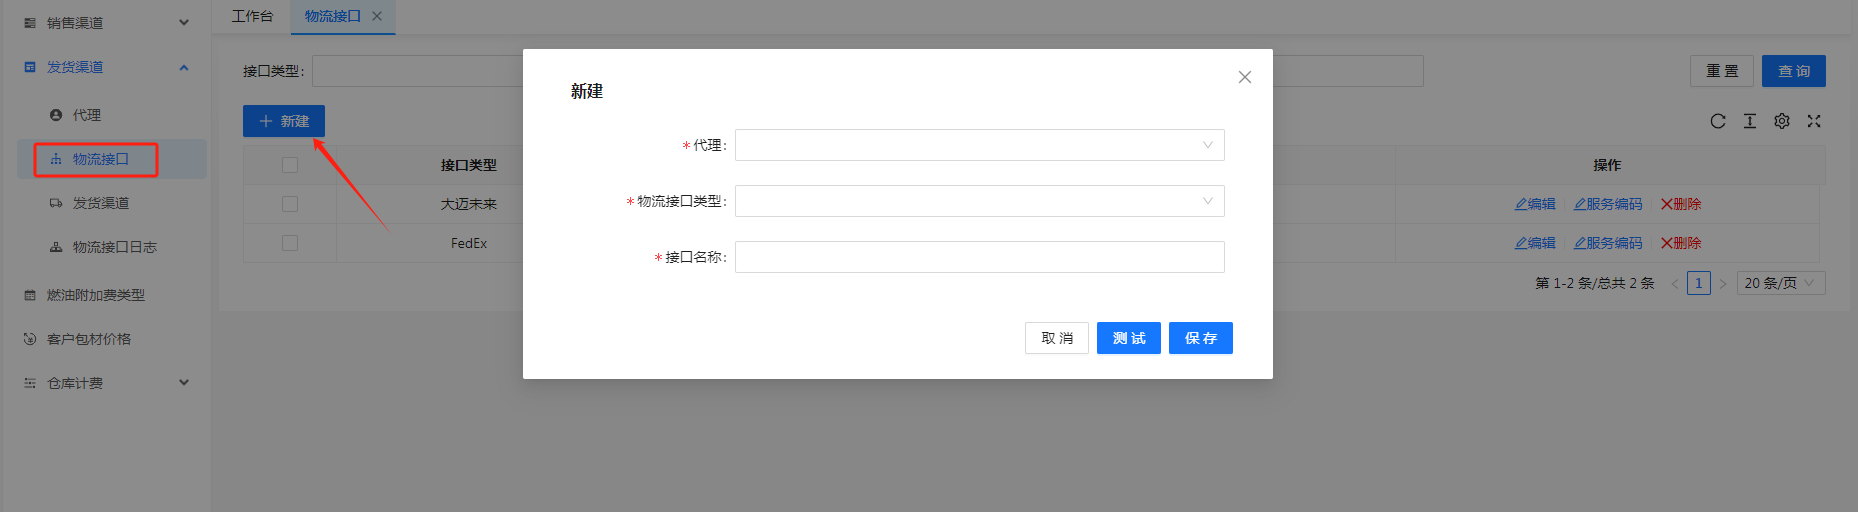 销售渠道
发货渠道
代理
物流接口
发货渠道
物流接口日志
燃油附加费类型
客户包材价格
仓库计费
工作台 物流接口
接口类型:
重置 查询
新建
接口类型 操作
大迈未来 编辑 服务编码 删除
FedEx 编辑 服务编码 删除
第 1-2 条/总共 2 条 1 20 条/页
新建
*代理:
*物流接口类型:
*接口名称:
取消 测试 保存